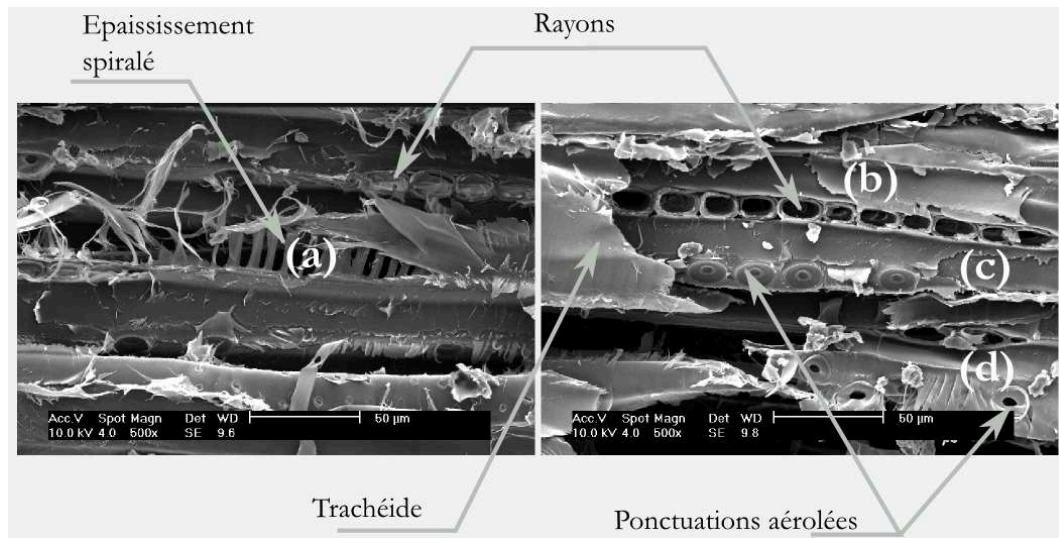 Epaississement
spiralé
Rayons
(a)
(b)
(c)
(d)
Acc.V Spot Magn Det WD 50 µm
10.0 kV 4.0 500x SE 9.6
Acc.V Spot Magn Det WD 50 µm
10.0 kV 4.0 500x SE 9.8
Trachéide
Ponctuations aérolées